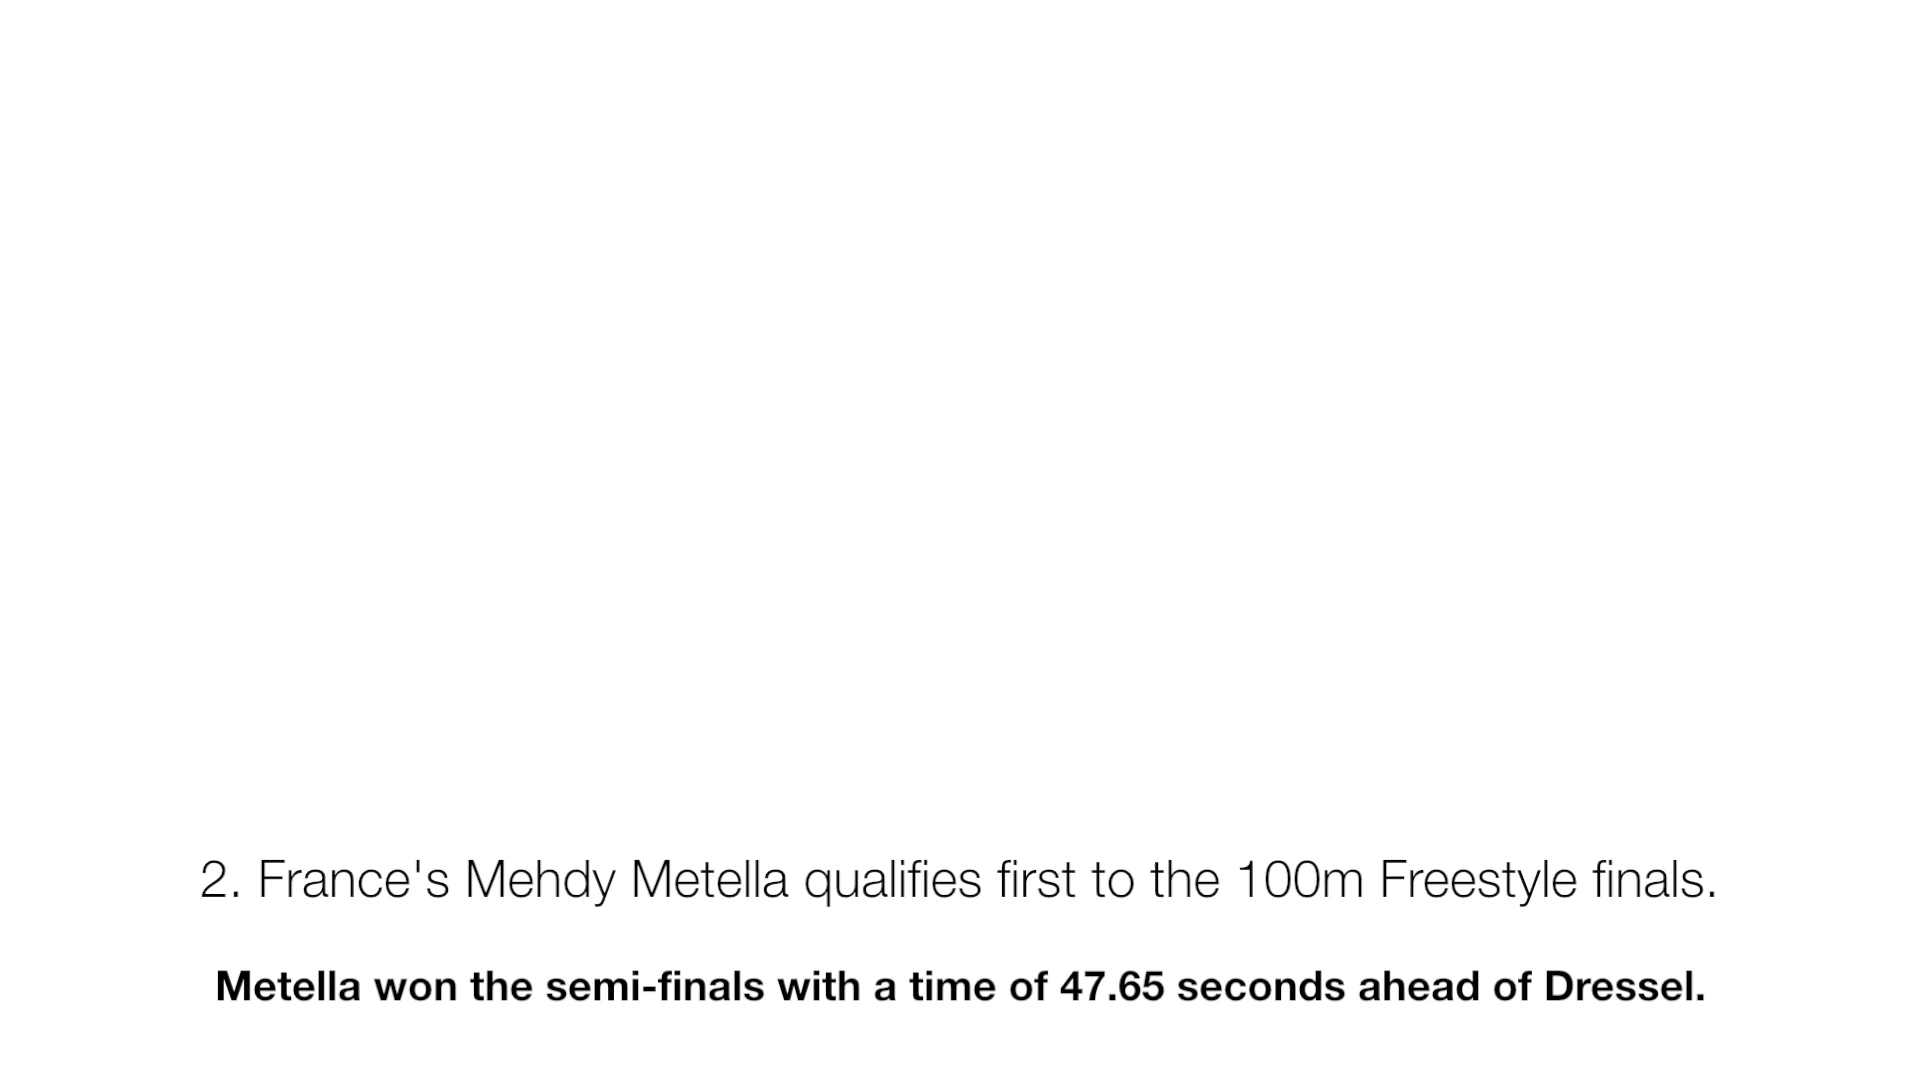 2. France's Mehdy Metella qualifies first to the 100m Freestyle finals.
Metella won the semi-finals with a time of 47.65 seconds ahead of Dressel.